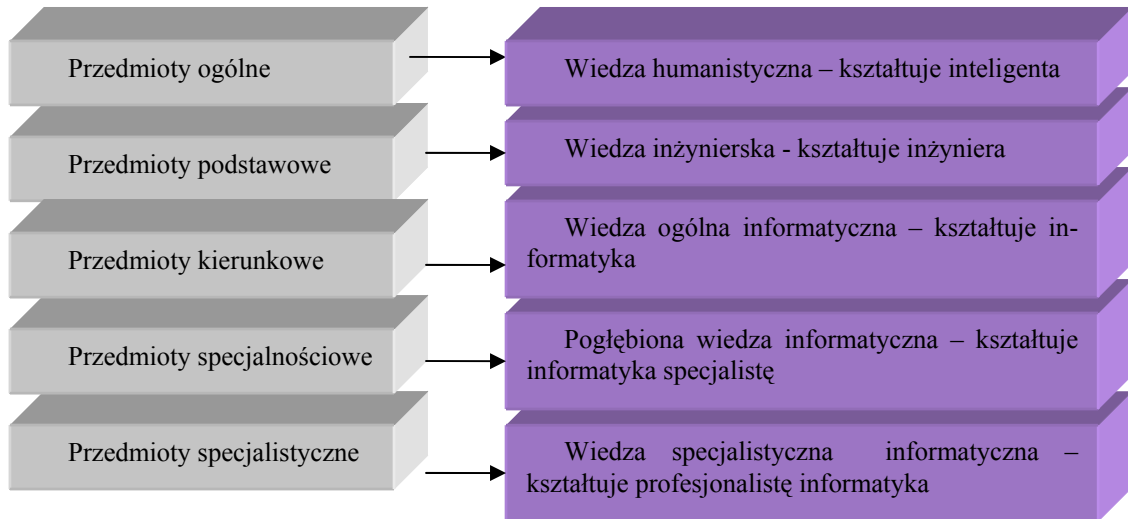 Przedmioty ogólne
Wiedza humanistyczna – kształtuje inteligenta
Przedmioty podstawowe
Wiedza inżynierska - kształtuje inżyniera
Przedmioty kierunkowe
Wiedza ogólna informatyczna – kształtuje in-
formatyka
Przedmioty specjalnościowe
Pogłębiona wiedza informatyczna – kształtuje
informatyka specjalistę
Przedmioty specjalistyczne
Wiedza specjalistyczna informatyczna –
kształtuje profesjonalistę informatyka